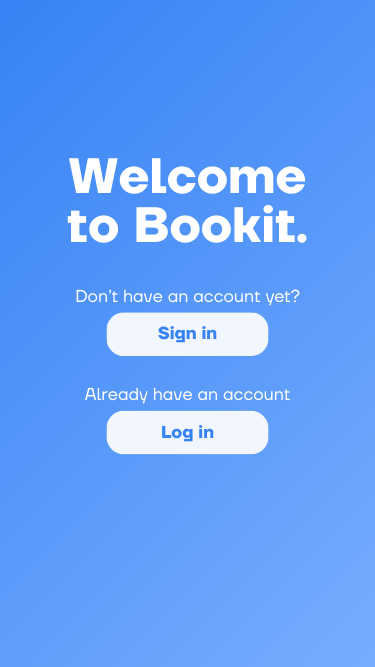 Welcome
to Bookit.
Don't have an account yet?
Sign in
Already have an account
Log in